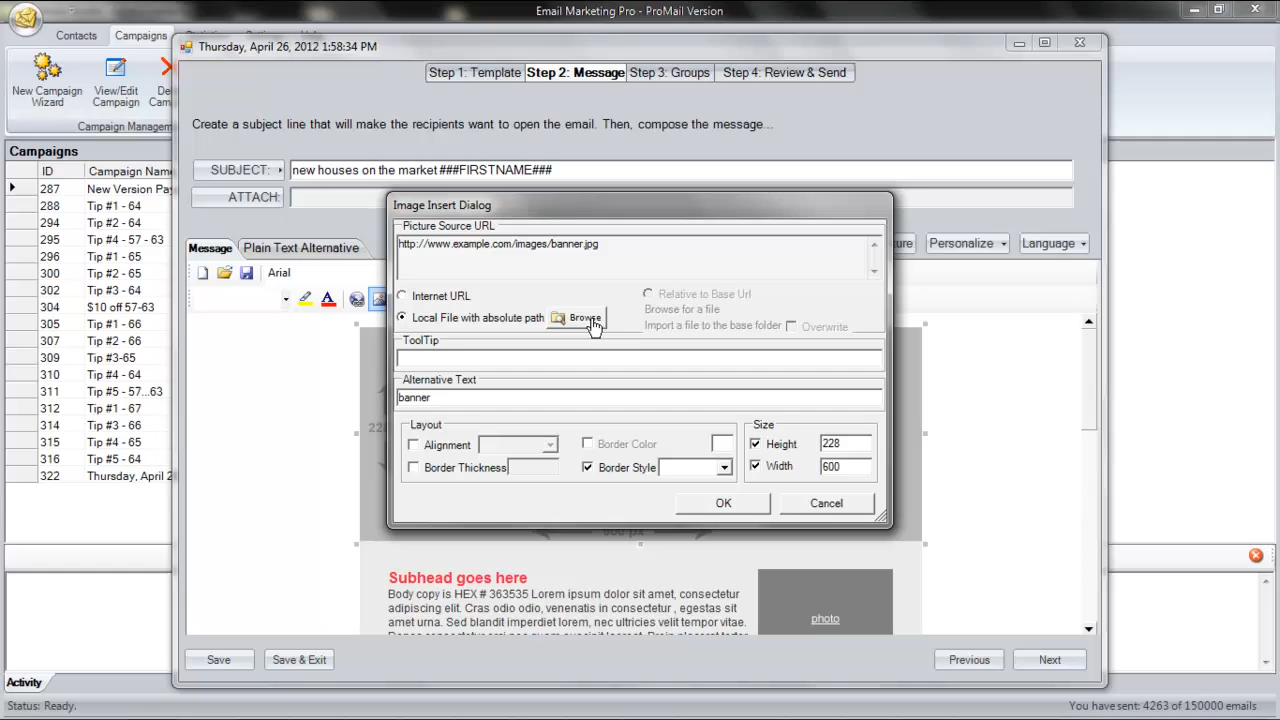 Email Marketing Pro - ProMail Version
Contacts
Campaigns
New Campaign Wizard
View/Edit Campaign
Campaign Managem
Campaigns
ID Campaign Name
287 New Version Pay
288 Tip #1 - 64
294 Tip #2 - 64
295 Tip #4 - 57 - 63
296 Tip #1 - 65
300 Tip #2 - 65
302 Tip #3 - 64
304 $10 off 57-63
305 Tip #1 - 66
307 Tip #2 - 66
309 Tip #3-65
310 Tip #4 - 64
311 Tip #5 - 57...63
312 Tip #1 - 67
314 Tip #3 - 66
315 Tip #4 - 65
316 Tip #5 - 64
322 Thursday, April 2
Thursday, April 26, 2012 1:58:34 PM
Step 1: Template Step 2: Message Step 3: Groups Step 4: Review & Send
Create a subject line that will make the recipients want to open the email. Then, compose the message...
SUBJECT: new houses on the market ###FIRSTNAME###
ATTACH:
Message Plain Text Alternative
Personalize Language
Arial
Image Insert Dialog
Picture Source URL
http://www.example.com/images/banner.jpg
Internet URL
Local File with absolute path Browse
Relative to Base Url
Browse for a file
Import a file to the base folder Overwrite
ToolTip
Alternative Text
banner
Layout
Alignment Border Color
Border Thickness Border Style
Size
Height 228
Width 600
OK Cancel
Subhead goes here
Body copy is HEX # 363535 Lorem ipsum dolor sit amet, consectetur
adipiscing elit. Cras odio odio, venenatis in consectetur , egestas sit
amet urna. Sed blandit imperdiet lorem, nec ultricies velit tempor vitae.
photo
Save Save & Exit Previous Next
Activity
Status: Ready.
You have sent: 4263 of 150000 emails